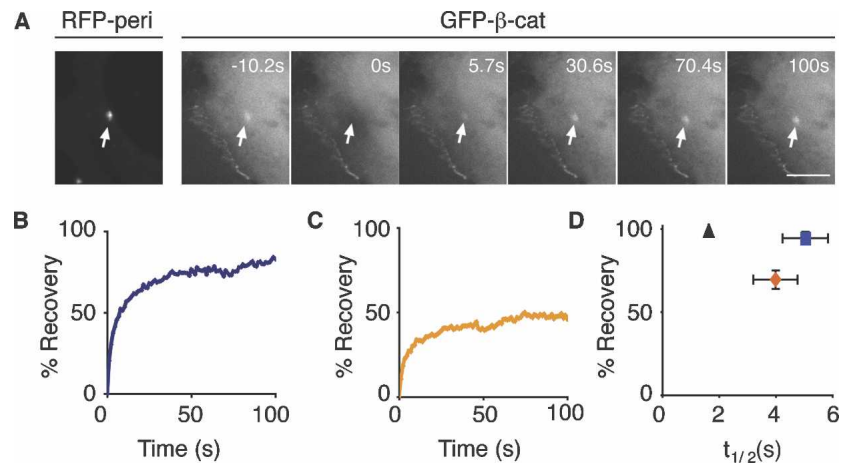 A RFP-peri GFP-β-cat
-10.2s 0s 5.7s 30.6s 70.4s 100s
B C D
100 100 100
50 50 50
0 0 0
% Recovery % Recovery % Recovery
0 50 100 0 50 100 0 2 4 6
Time (s) Time (s) t1/2(s)